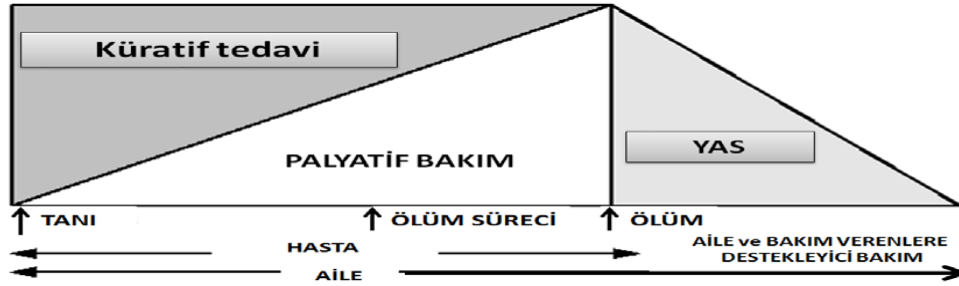 Küratif tedavi
PALYATİF BAKIM
YAS
TANI
ÖLÜM SÜRECİ
ÖLÜM
HASTA
AİLE ve BAKIM VERENLERE
DESTEKLEYİCİ BAKIM
AİLE